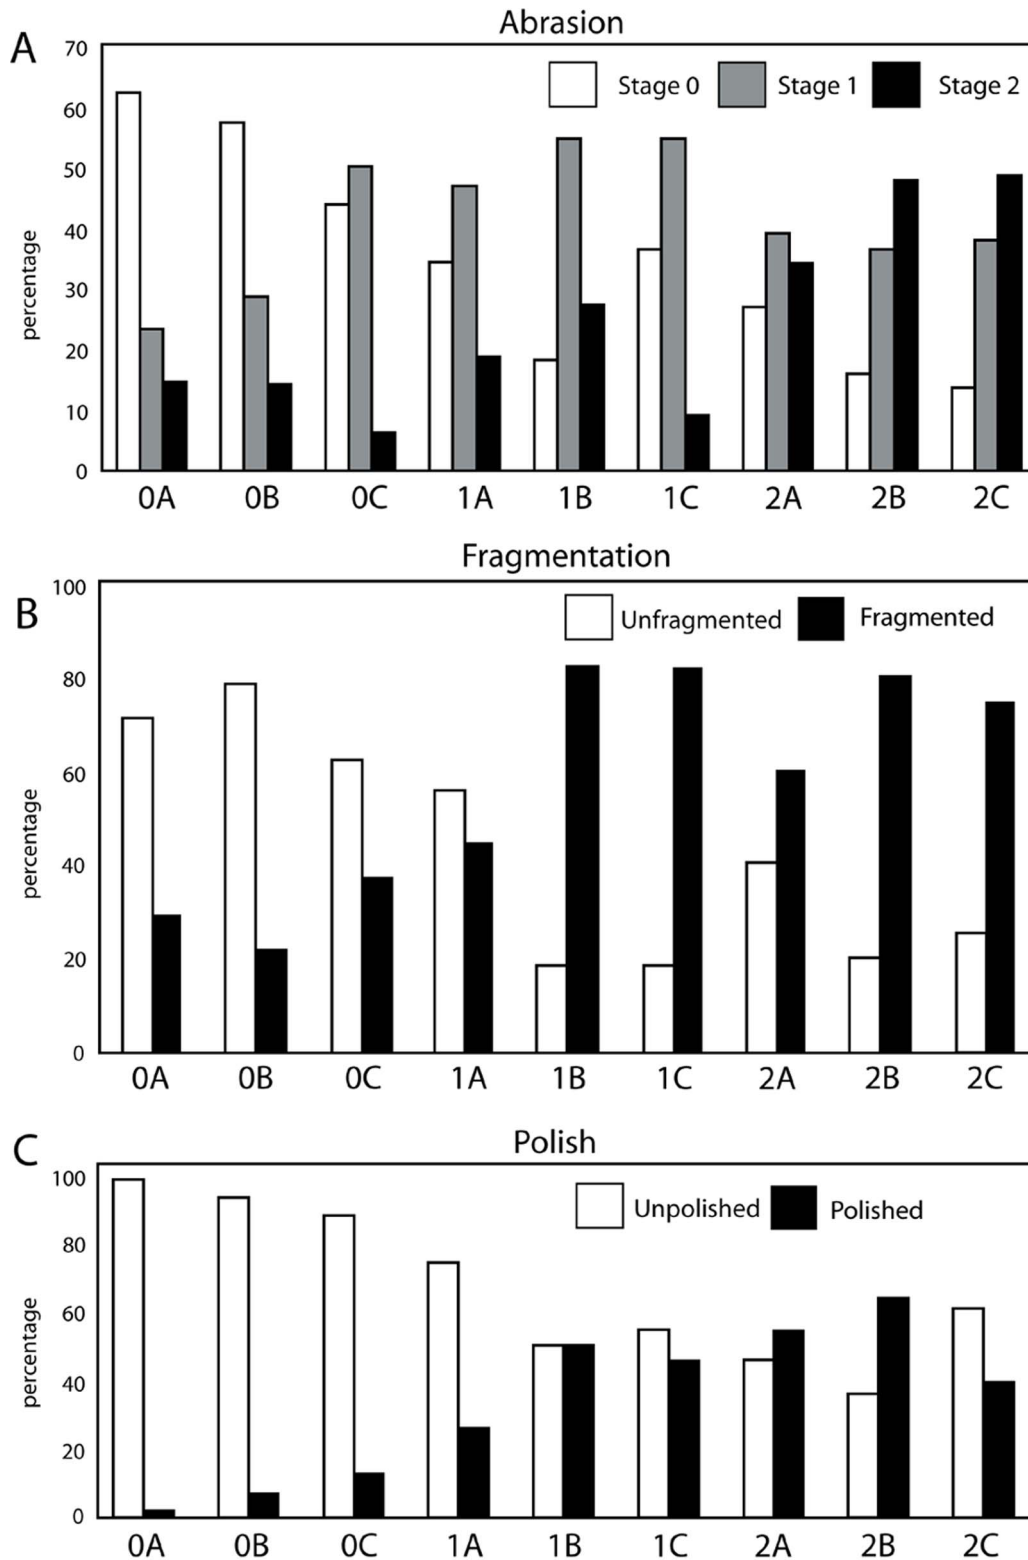 Abrasion
A
70
60
50
40
30
20
10
0
percentage
Stage 0 Stage 1 Stage 2
0A 0B 0C 1A 1B 1C 2A 2B 2C
Fragmentation
B
100
80
60
40
20
0
percentage
Unfragmented Fragmented
0A 0B 0C 1A 1B 1C 2A 2B 2C
Polish
C
100
80
60
40
20
0
percentage
Unpolished Polished
0A 0B 0C 1A 1B 1C 2A 2B 2C